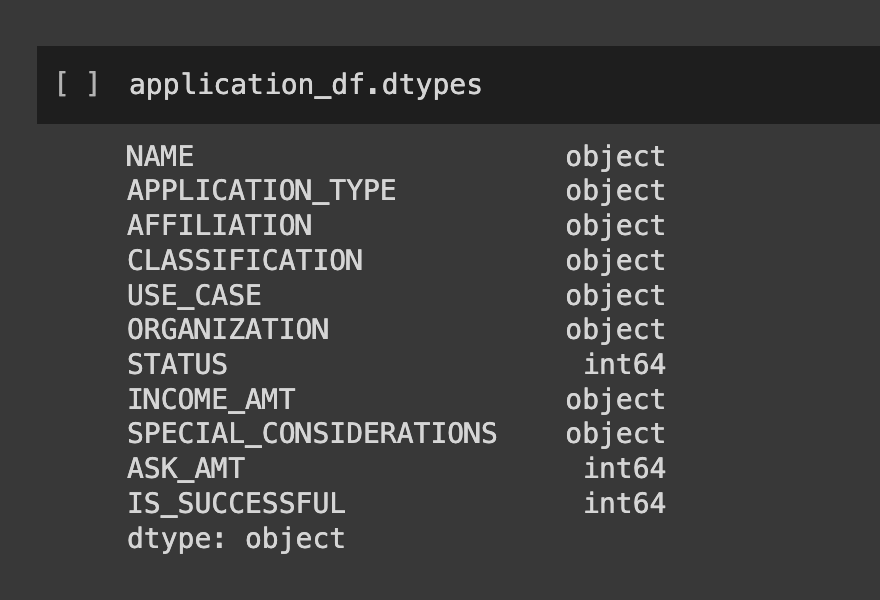 [ ] application_df.dtypes
NAME object
APPLICATION_TYPE object
AFFILIATION object
CLASSIFICATION object
USE_CASE object
ORGANIZATION object
STATUS int64
INCOME_AMT object
SPECIAL_CONSIDERATIONS object
ASK_AMT int64
IS_SUCCESSFUL int64
dtype: object